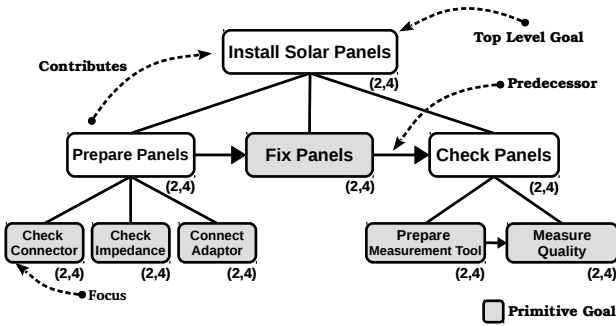 Install Solar Panels
(2,4)
Top Level Goal
Contributes
Predecessor
Prepare Panels
(2,4)
Fix Panels
(2,4)
Check Panels
(2,4)
Check
Connector
(2,4)
Check
Impedance
(2,4)
Connect
Adaptor
(2,4)
Prepare
Measurement Tool
(2,4)
Measure
Quality
(2,4)
Focus
Primitive Goal